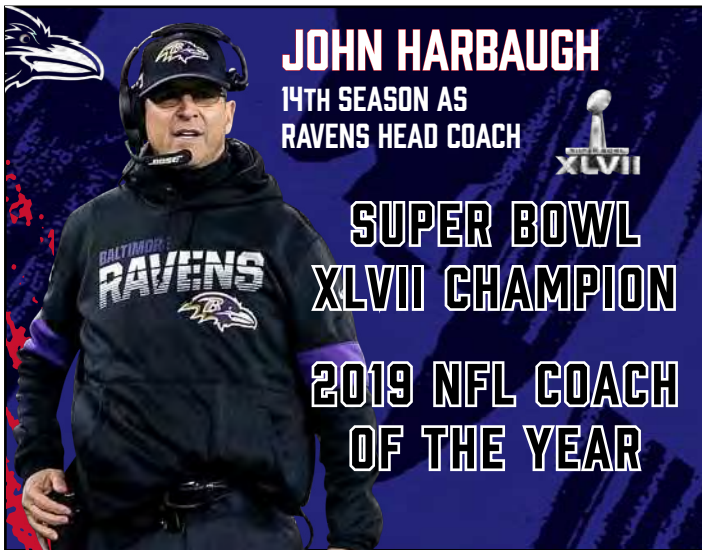 JOHN HARBAUGH
14TH SEASON AS
RAVENS HEAD COACH
SUPER BOWL
XLVII
SUPER BOWL
XLVII CHAMPION
2019 NFL COACH
OF THE YEAR
BOSE
BALTIMORE
RAVENS
B